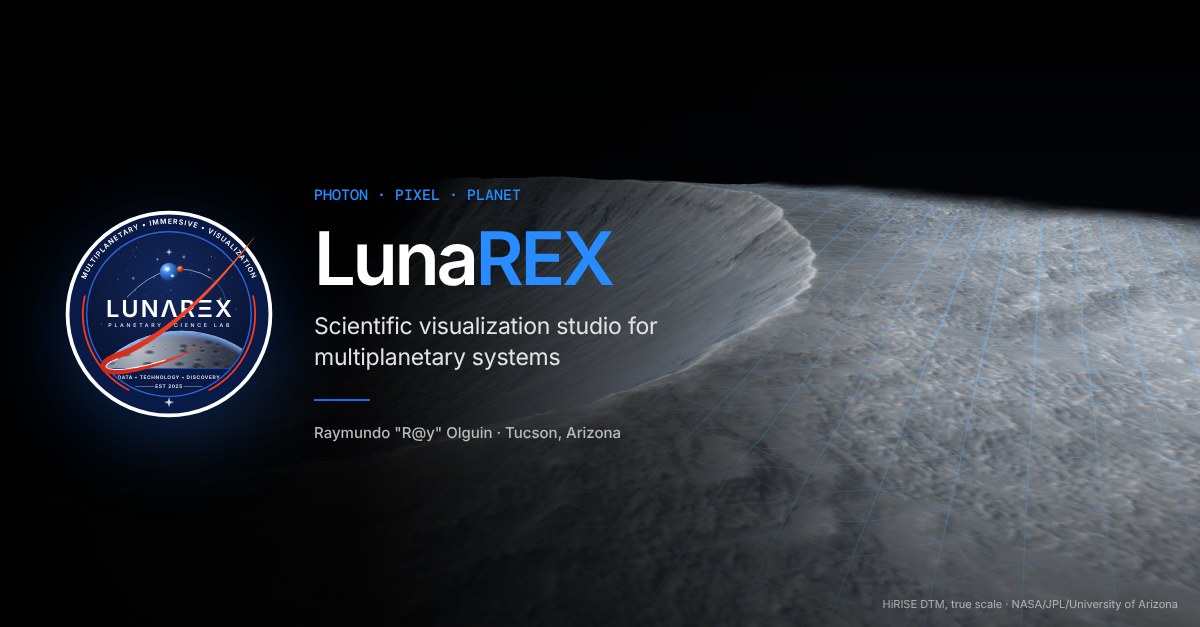 PHOTON · PIXEL · PLANET
LunaREX
Scientific visualization studio for
multiplanetary systems
Raymundo "R@y" Olguin · Tucson, Arizona
MULTIPLANETARY • IMMERSIVE • VISUALIZATION
LUNAREX
PLANETARY SCIENCE LAB
DATA • TECHNOLOGY • DISCOVERY
EST 2025
HiRISE DTM, true scale · NASA/JPL/University of Arizona